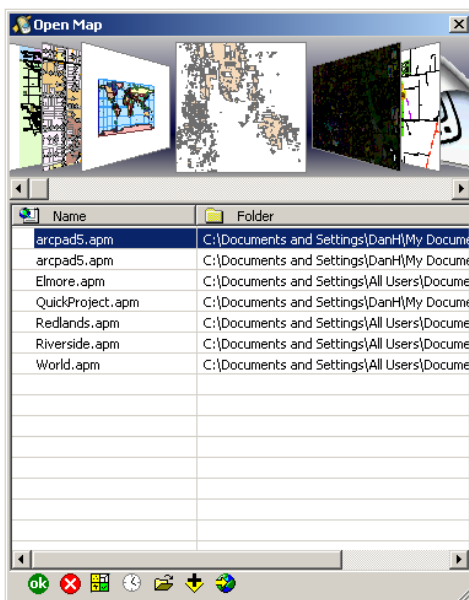 Open Map
Name Folder
arcpad5.apm C:\Documents and Settings\DanH\My Docume
arcpad5.apm C:\Documents and Settings\DanH\My Docume
Elmore.apm C:\Documents and Settings\All Users\Docume
QuickProject.apm C:\Documents and Settings\DanH\My Docume
Redlands.apm C:\Documents and Settings\All Users\Docume
Riverside.apm C:\Documents and Settings\All Users\Docume
World.apm C:\Documents and Settings\All Users\Docume
ok